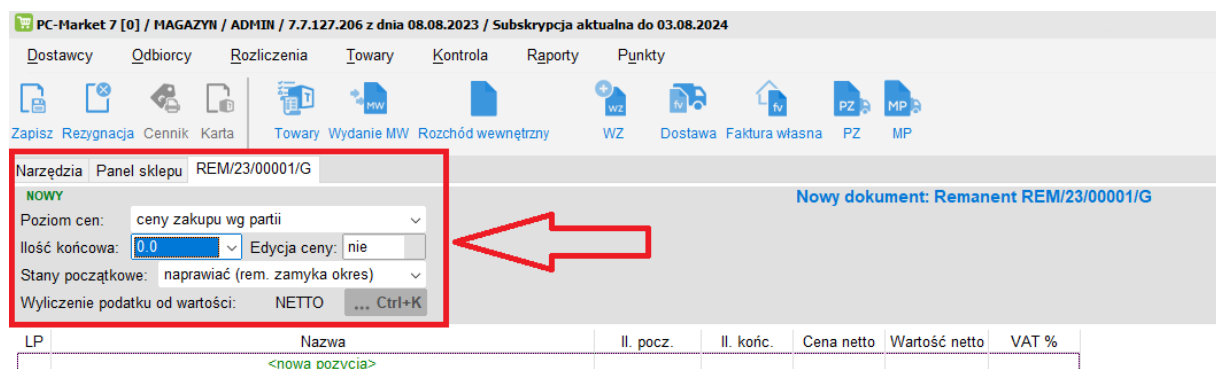 PC-Market 7 [0] / MAGAZYN / ADMIN / 7.7.127.206 z dnia 08.08.2023 / Subskrypcja aktualna do 03.08.2024
Dostawcy Odbiorcy Rozliczenia Towary Kontrola Raporty Punkty
MW WZ fv fv PZ MP
Zapisz Rezygnacja Cennik Karta Towary Wydanie MW Rozchód wewnętrzny WZ Dostawa Faktura własna PZ MP
Narzędzia Panel sklepu REM/23/00001/G
NOWY Nowy dokument: Remanent REM/23/00001/G
Poziom cen: ceny zakupu wg partii
Ilość końcowa: 0.0 Edycja ceny: nie
Stany początkowe: naprawiać (rem. zamyka okres)
Wyliczenie podatku od wartości: NETTO ... Ctrl+K
LP Nazwa Il. pocz. Il. końc. Cena netto Wartość netto VAT %
<nowa pozycja>